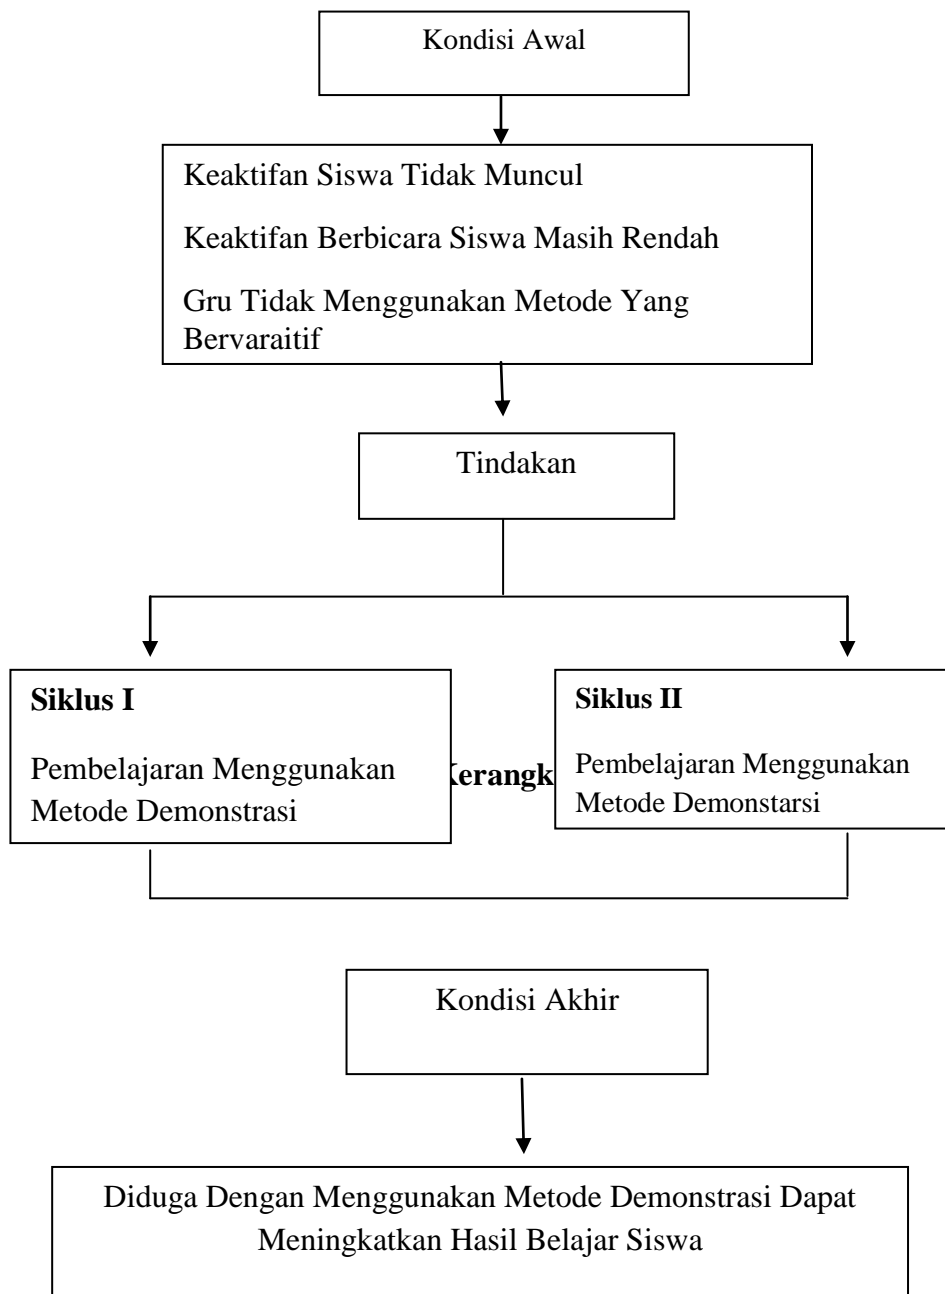 Kondisi Awal
Keaktifan Siswa Tidak Muncul
Keaktifan Berbicara Siswa Masih Rendah
Gru Tidak Menggunakan Metode Yang
Bervaraitif
Tindakan
Siklus I
Pembelajaran Menggunakan
Metode Demonstrasi
Siklus II
Pembelajaran Menggunakan
Metode Demonstarsi
Kondisi Akhir
Diduga Dengan Menggunakan Metode Demonstrasi Dapat
Meningkatkan Hasil Belajar Siswa